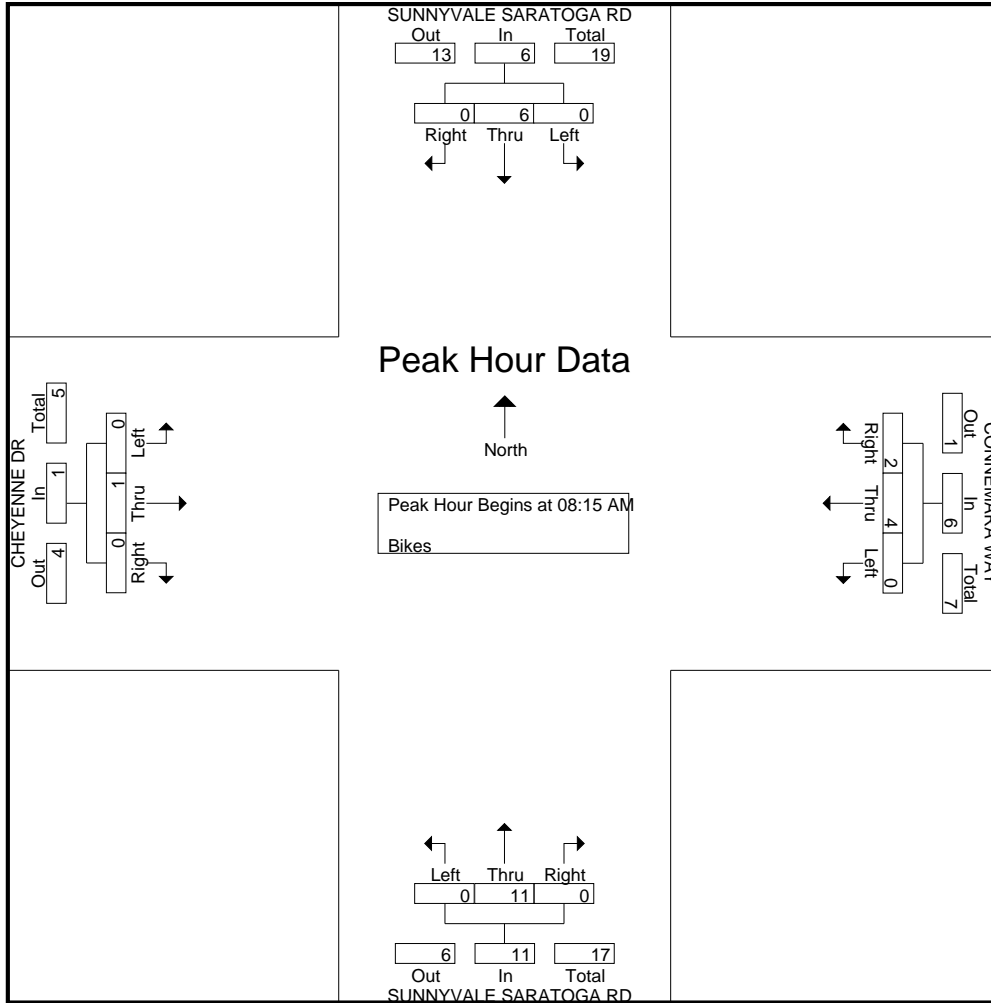 SUNNYVALE SARATOGA RD
Out In Total
13 6 19
0 6 0
Right Thru Left
Peak Hour Data
North
Peak Hour Begins at 08:15 AM
Bikes
CHEYENNE DR
Out In Total
4 1 5
Left Thru Right
0 1 0
CONNEMARA WAY
Out In Total
1 6 7
Right Thru Left
2 4 0
Left Thru Right
0 11 0
6 11 17
Out In Total
SUNNYVALE SARATOGA RD